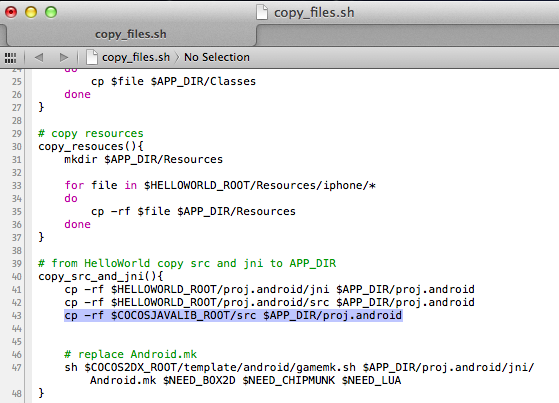 copy_files.sh
copy_files.sh
copy_files.sh No Selection
24 do
25 cp $file $APP_DIR/Classes
26 done
27 }
28
29 # copy resources
30 copy_resouces(){
31 mkdir $APP_DIR/Resources
32
33 for file in $HELLOWORLD_ROOT/Resources/iphone/*
34 do
35 cp -rf $file $APP_DIR/Resources
36 done
37 }
38
39 # from HelloWorld copy src and jni to APP_DIR
40 copy_src_and_jni(){
41 cp -rf $HELLOWORLD_ROOT/proj.android/jni $APP_DIR/proj.android
42 cp -rf $HELLOWORLD_ROOT/proj.android/src $APP_DIR/proj.android
43 cp -rf $COCOSJAVALIB_ROOT/src $APP_DIR/proj.android
44
45
46 # replace Android.mk
47 sh $COCOS2DX_ROOT/template/android/gamemk.sh $APP_DIR/proj.android/jni/
Android.mk $NEED_BOX2D $NEED_CHIPMUNK $NEED_LUA
48 }